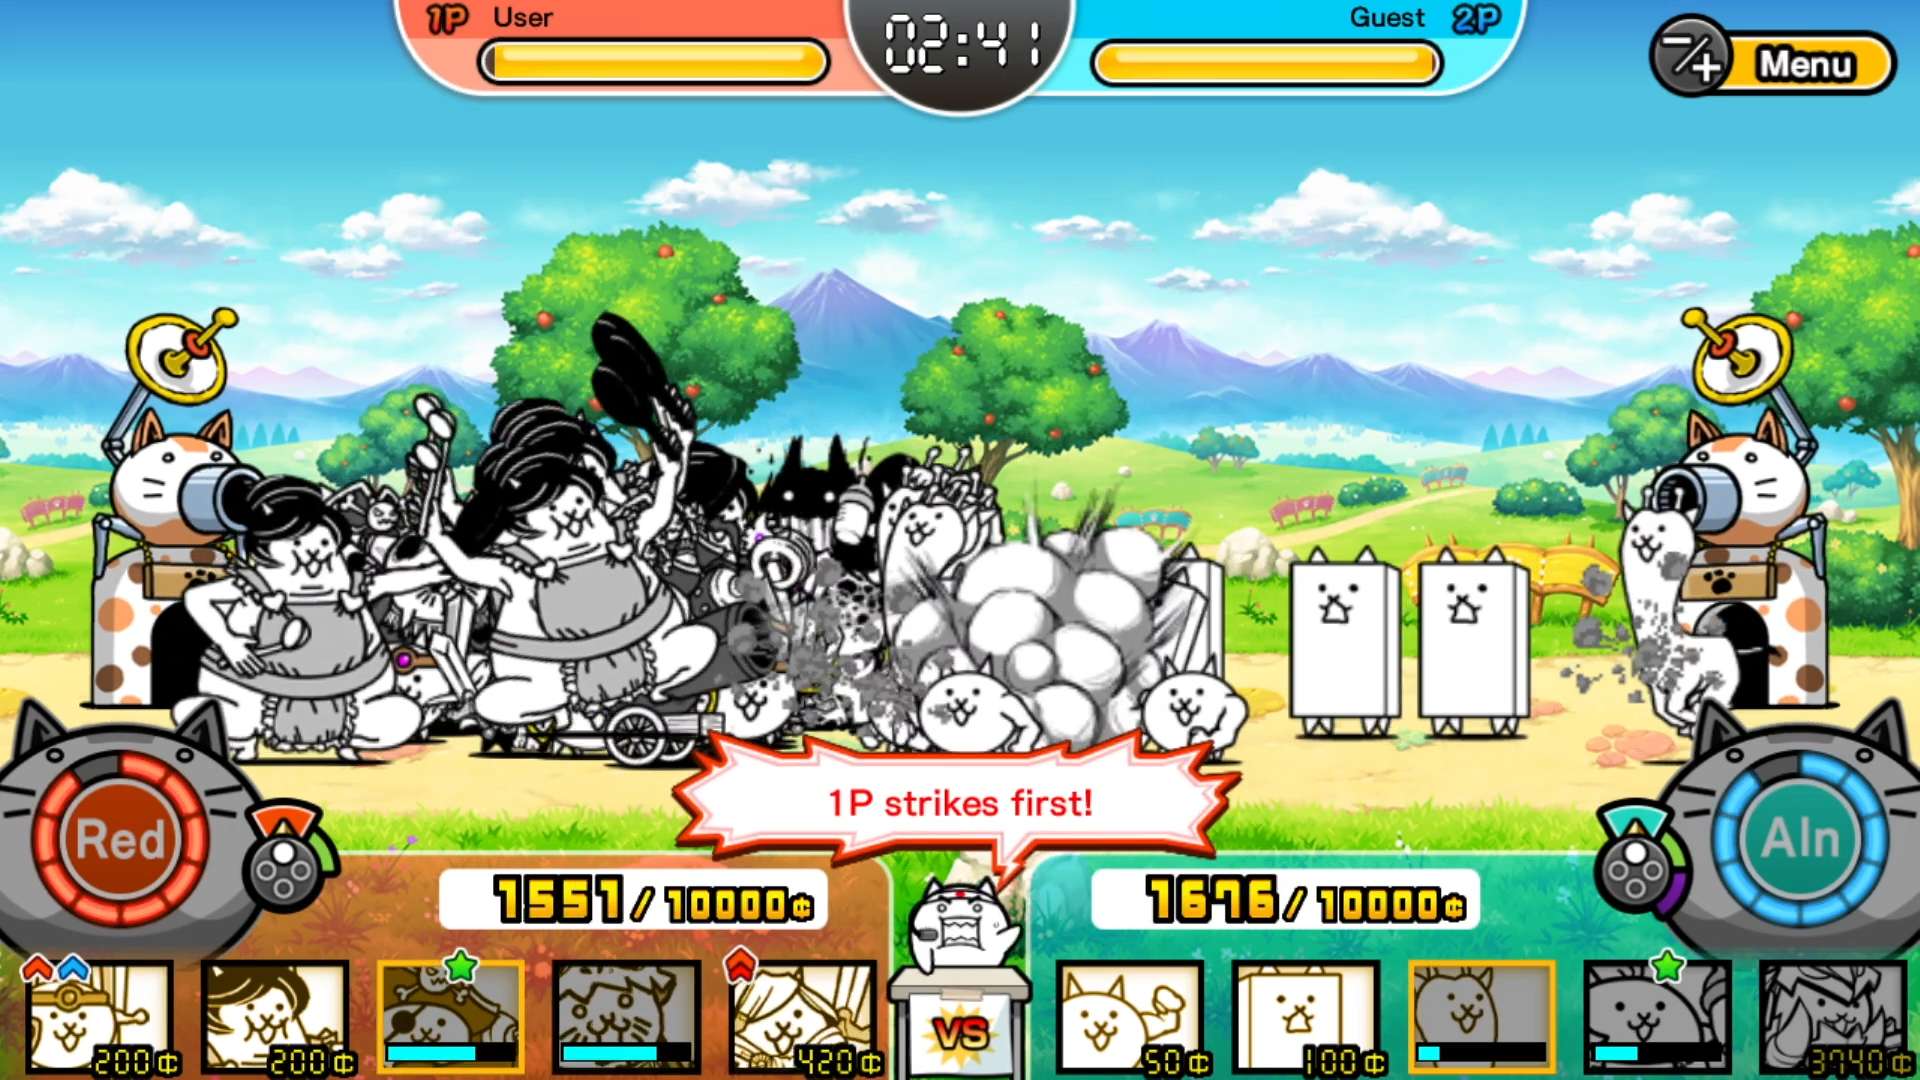 1P User
02:41
Guest 2P
-/+ Menu
1P strikes first!
Red
AIn
1551/10000¢
1676/10000¢
200¢
200¢
420¢
VS
50¢
100¢
3740¢